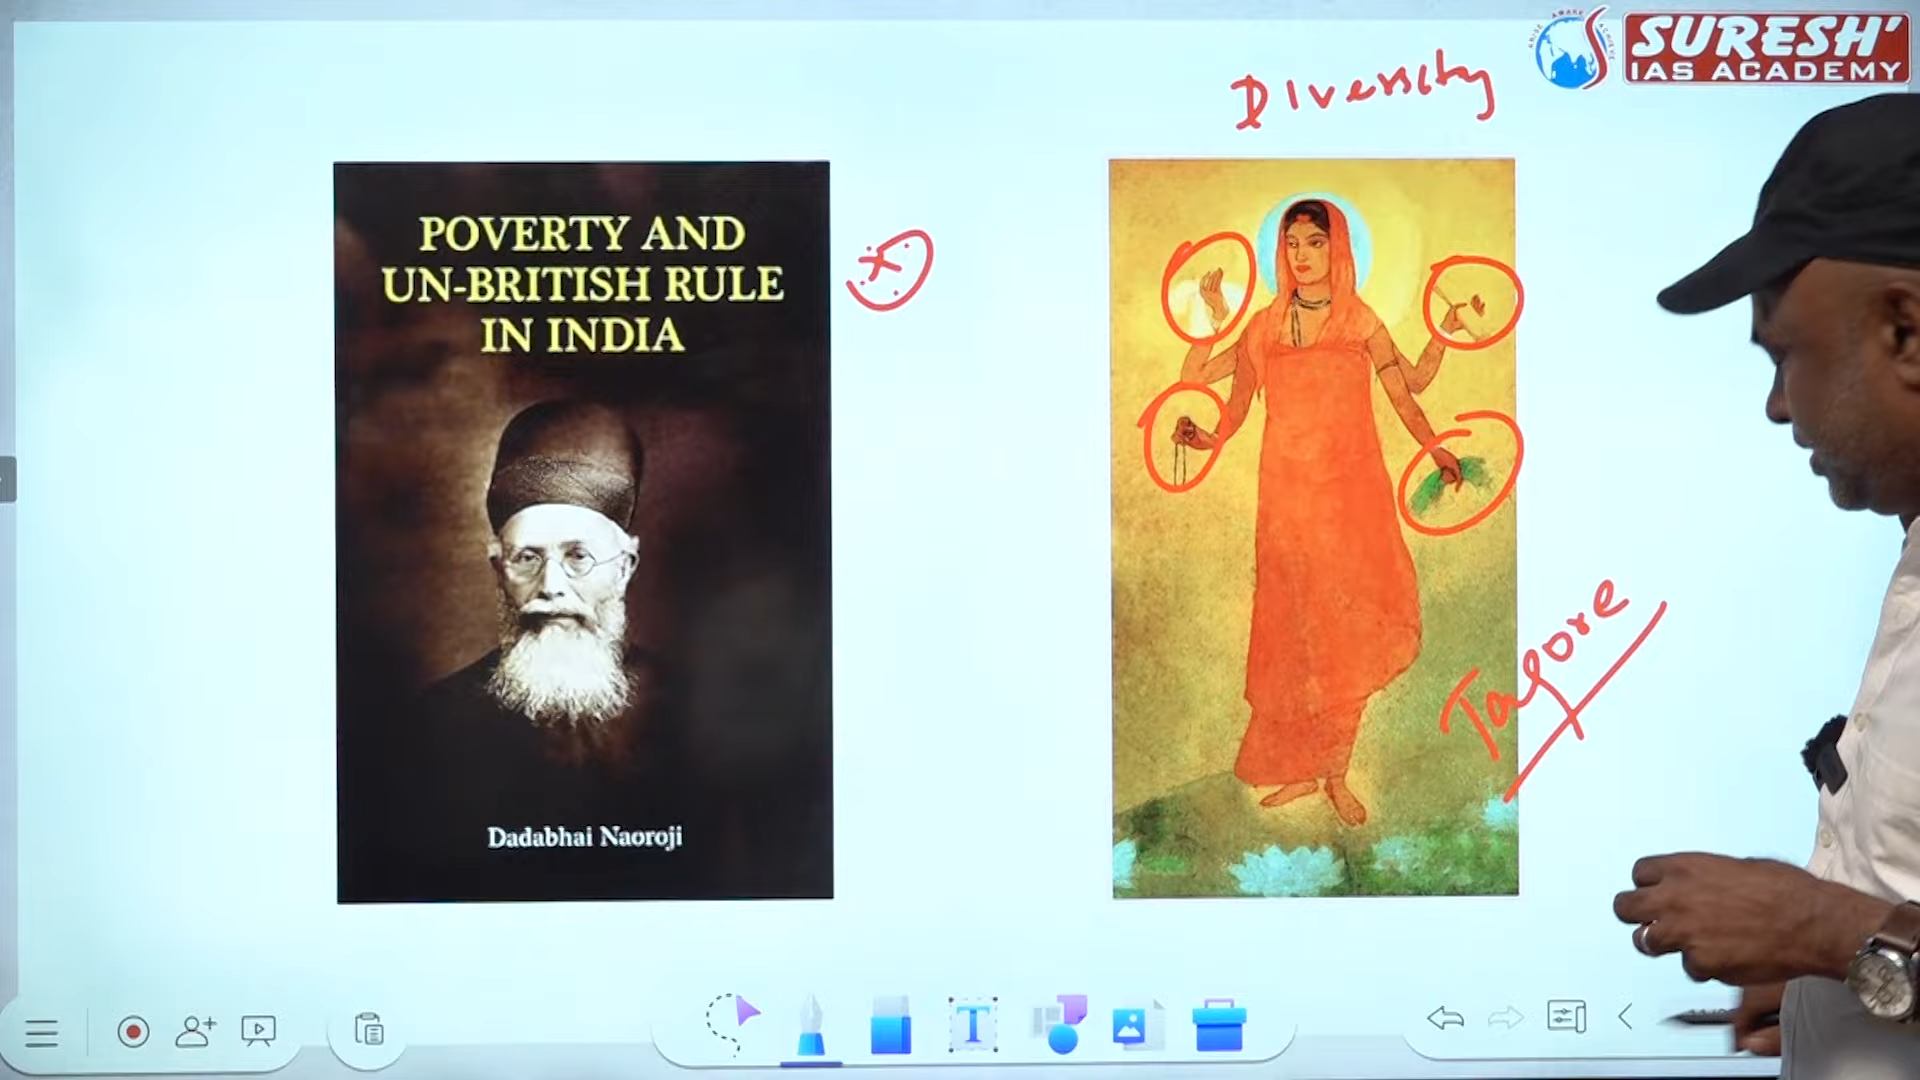 SURESH'
IAS ACADEMY
Diversity
POVERTY AND
UN-BRITISH RULE
IN INDIA
Dadabhai Naoroji
Tagore
T